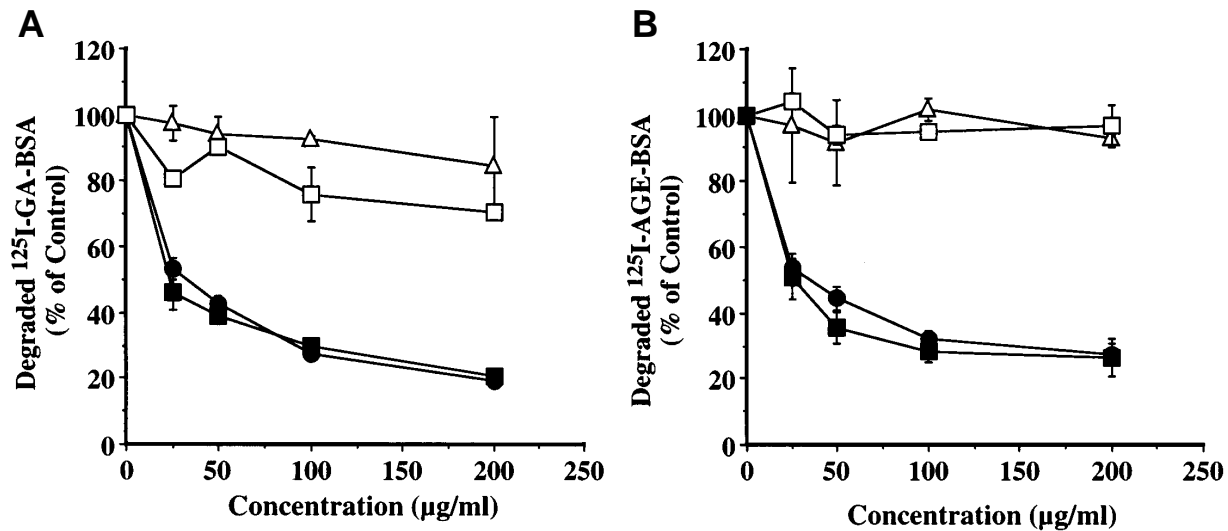 A
120
100
80
60
40
20
0
Degraded ¹²⁵I-GA-BSA
(% of Control)
0 50 100 150 200 250
Concentration (µg/ml)
B
120
100
80
60
40
20
0
Degraded ¹²⁵I-AGE-BSA
(% of Control)
0 50 100 150 200 250
Concentration (µg/ml)